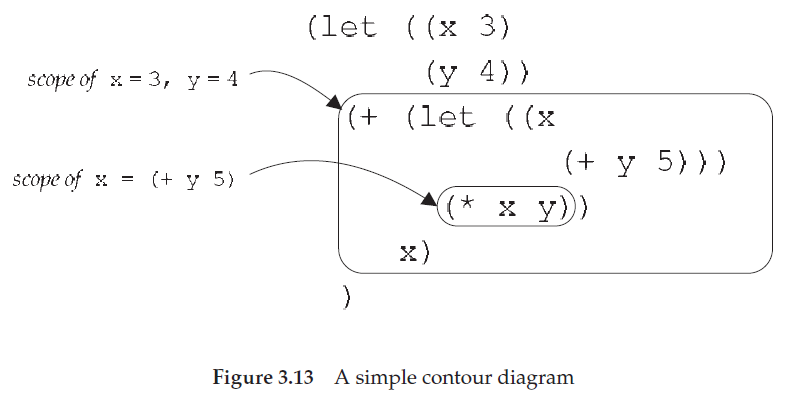 (let ((x 3)
(y 4))
scope of x = 3, y = 4
(+ (let ((x
(+ y 5)))
scope of x = (+ y 5)
(* x y))
x)
)
Figure 3.13 A simple contour diagram